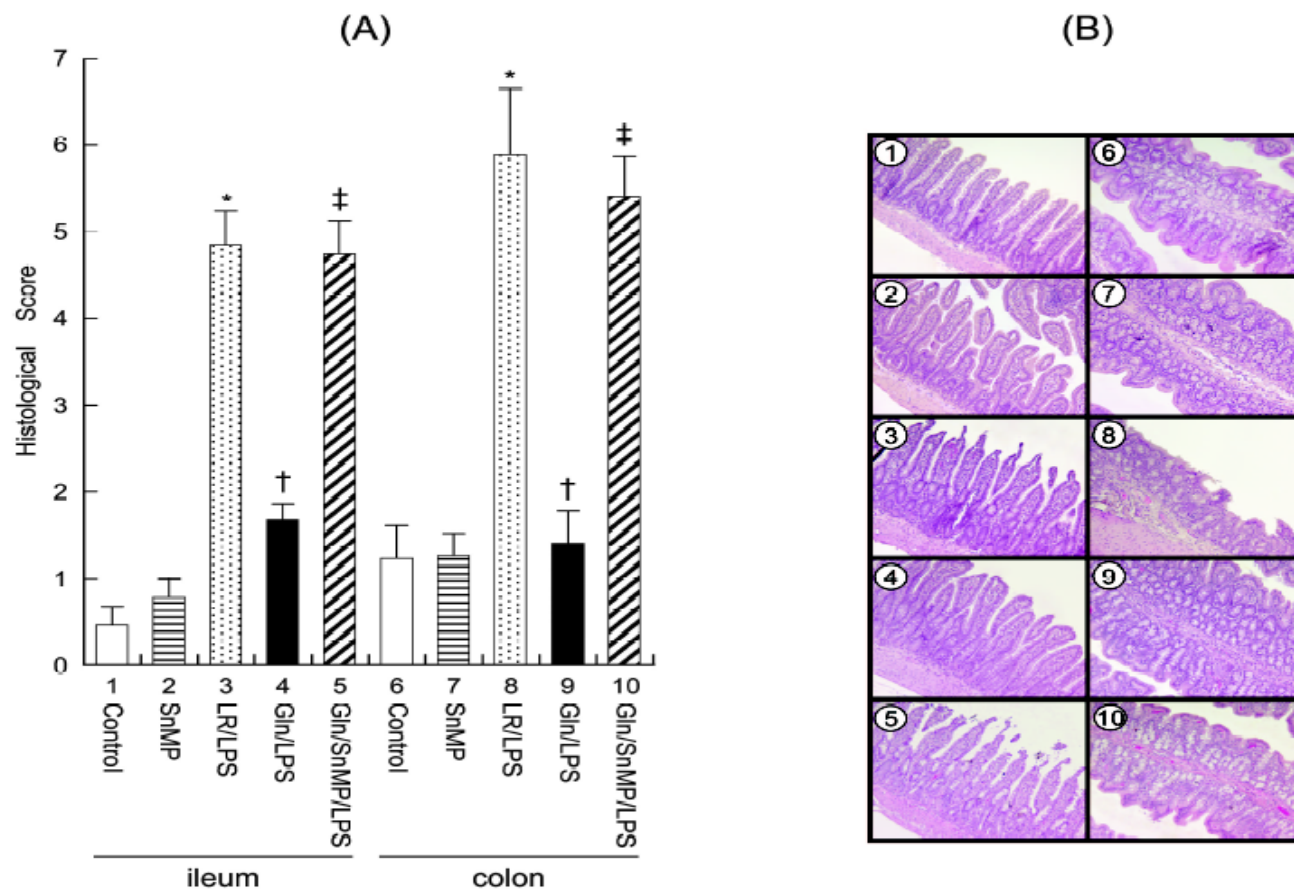 (A)
(B)
7
6
5
4
3
2
1
0
Histological Score
*
†
‡
*
†
‡
1 Control
2 SnMP
3 LR/LPS
4 Gln/LPS
5 Gln/SnMP/LPS
6 Control
7 SnMP
8 LR/LPS
9 Gln/LPS
10 Gln/SnMP/LPS
ileum
colon
1
6
2
7
3
8
4
9
5
10